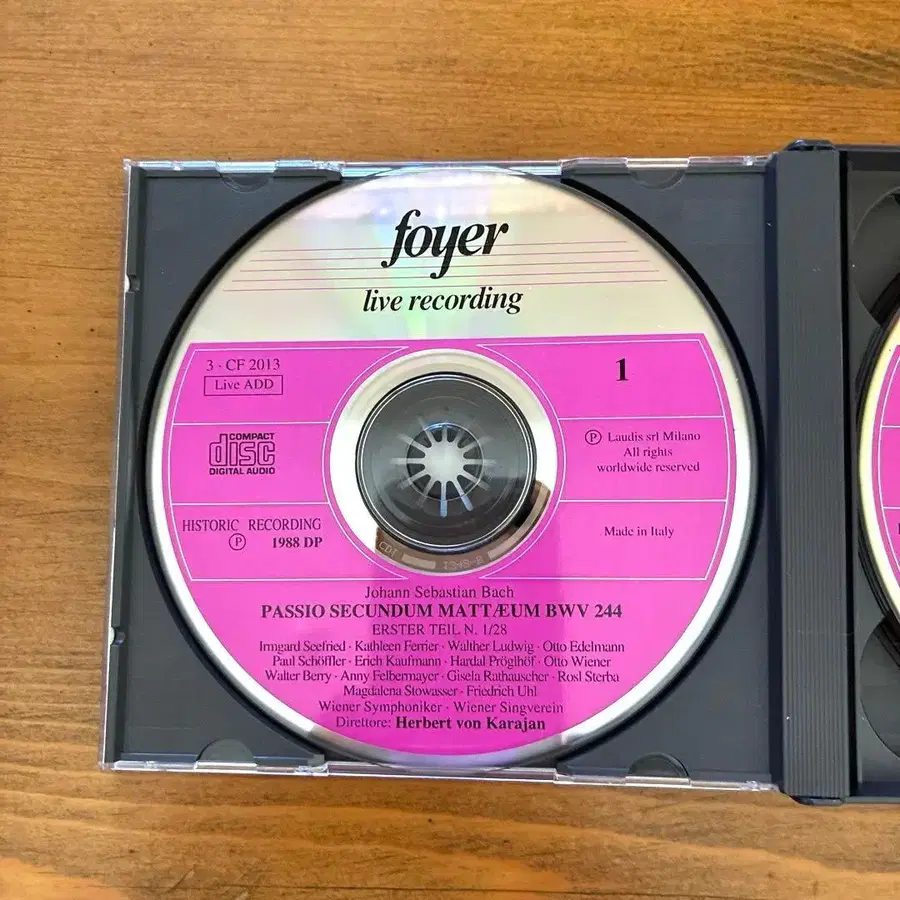 foyer
live recording
3 - CF 2013
Live ADD
1
COMPACT
disc
DIGITAL AUDIO
Ⓟ Laudis srl Milano
All rights
worldwide reserved
HISTORIC RECORDING
Ⓟ 1988 DP
Made in Italy
CDT
Johann Sebastian Bach
PASSIO SECUNDUM MATTÆUM BWV 244
ERSTER TEIL N. 1/28
Irmgard Seefried · Kathleen Ferrier · Walther Ludwig · Otto Edelmann
Paul Schöffler · Erich Kaufmann · Hardal Pröglhöf · Otto Wiener
Walter Berry · Anny Felbermayer · Gisela Rathauscher · Rosl Sterba
Magdalena Stowasser · Friedrich Uhl
Wiener Symphoniker · Wiener Singverein
Direttore: Herbert von Karajan